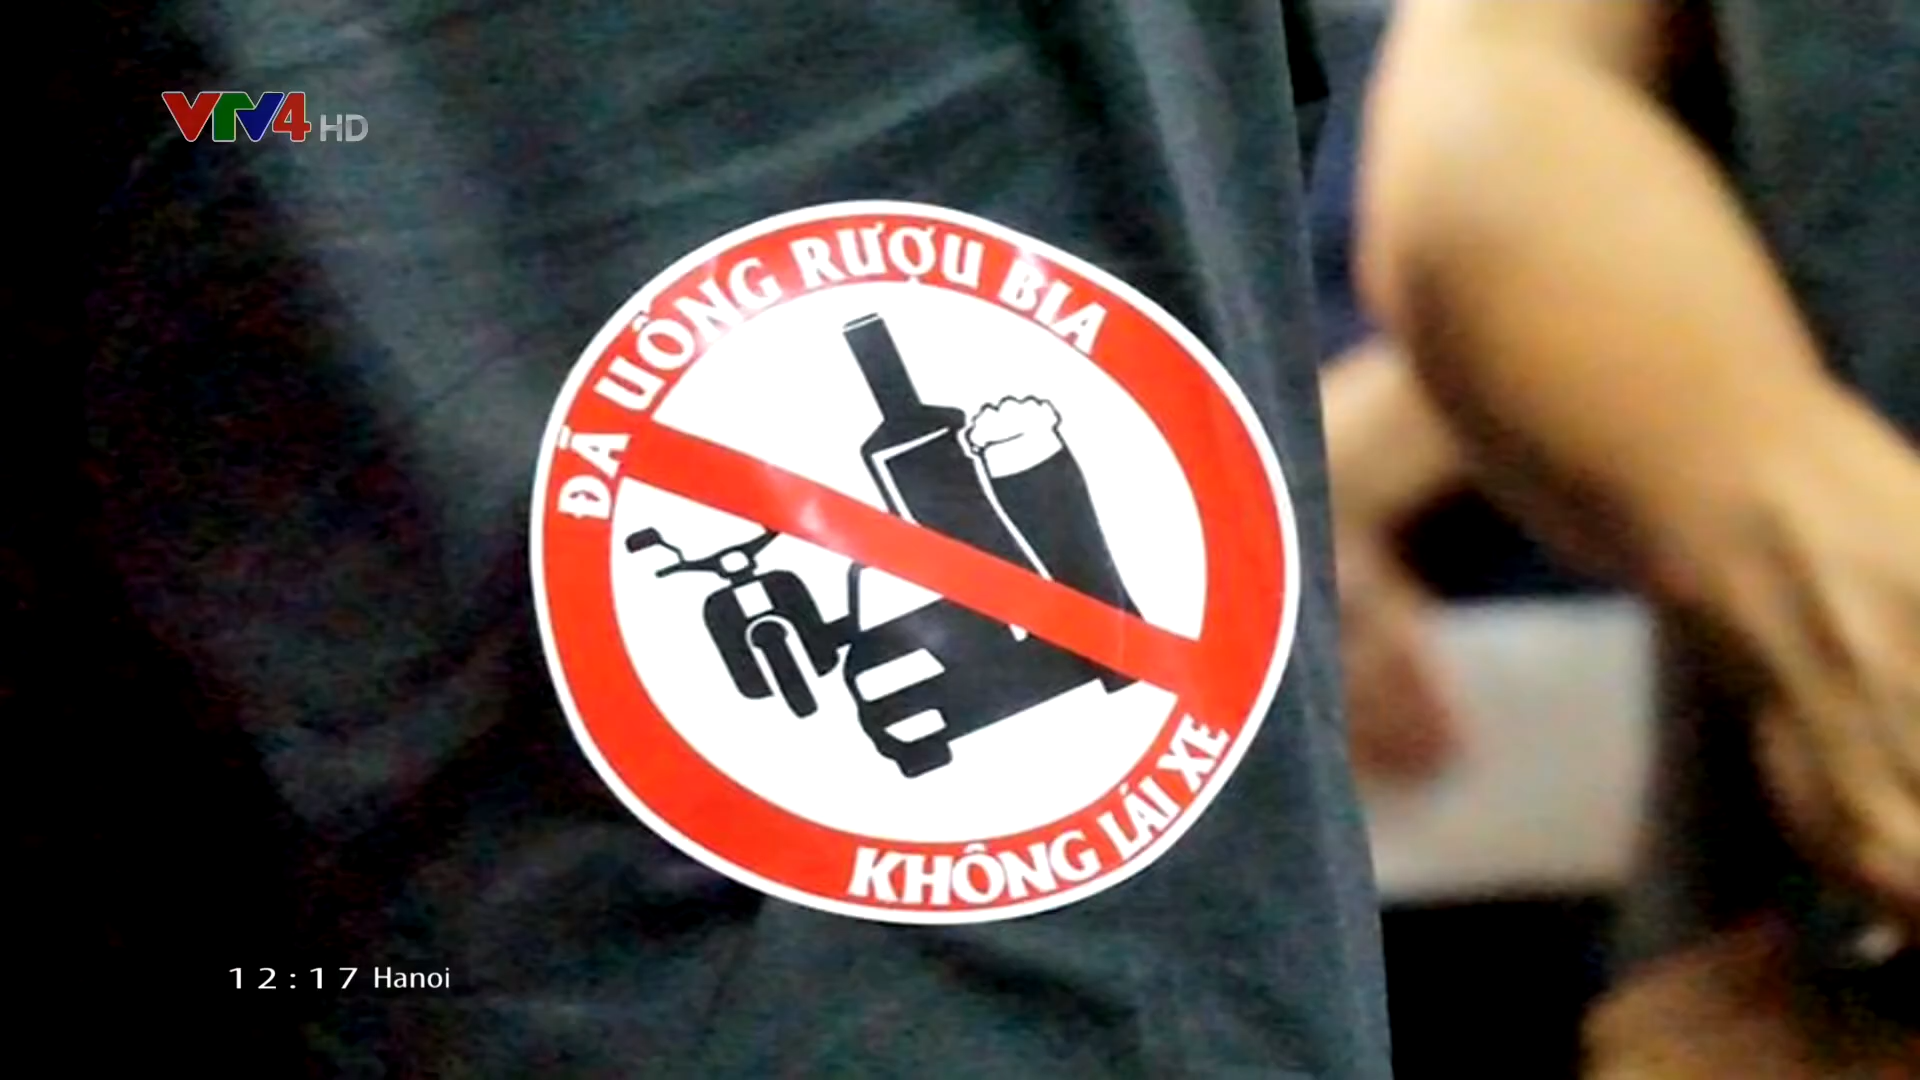 VTV4 HD
ĐÃ UỐNG RƯỢU BIA
KHÔNG LÁI XE
12:17 Hanoi